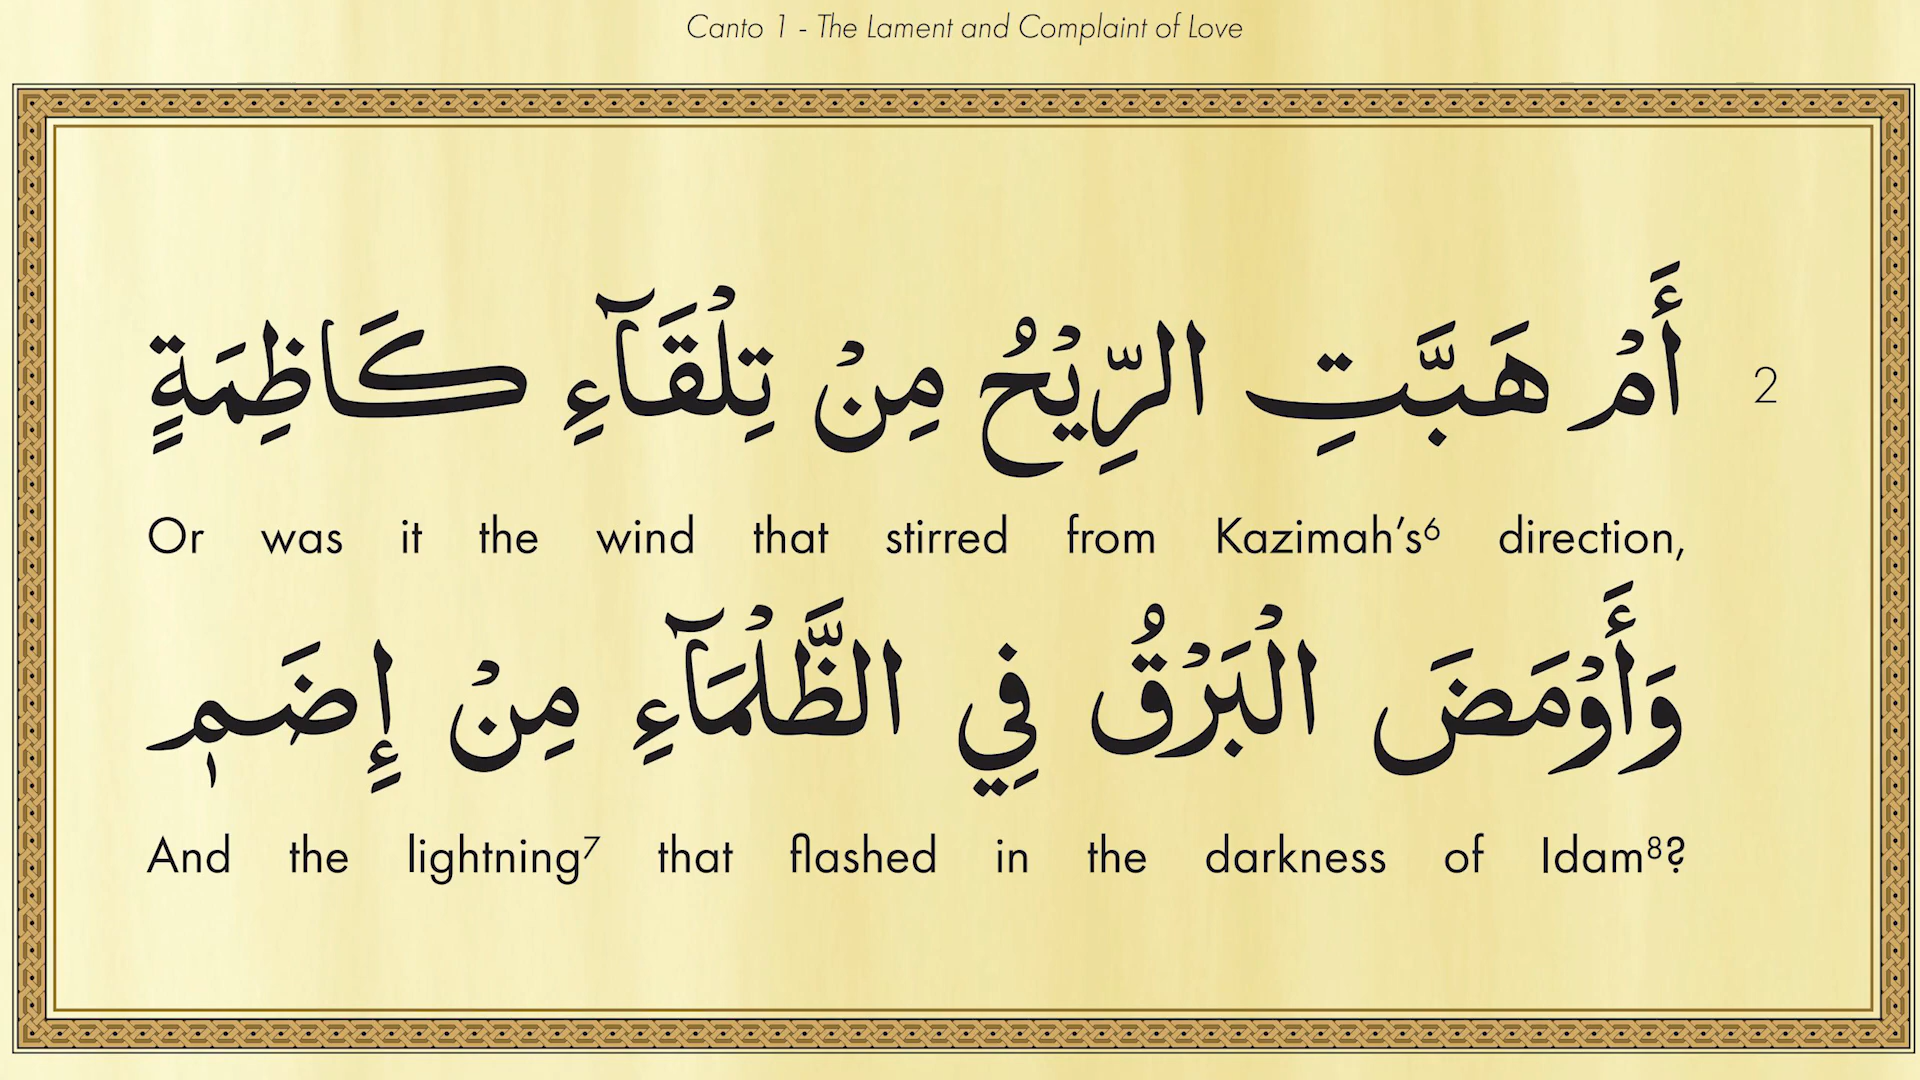 Canto 1 - The Lament and Complaint of Love
أَمْ هَبَّتِ الرِّيْحُ مِنْ تِلْقَآءِ كَاظِمَةٍ 2
Or was it the wind that stirred from Kazimah’s⁶ direction,
وَأَوْمَضَ الْبَرْقُ فِي الظَّلْمَآءِ مِنْ إِضَمٖ
And the lightning⁷ that flashed in the darkness of Idam⁸?